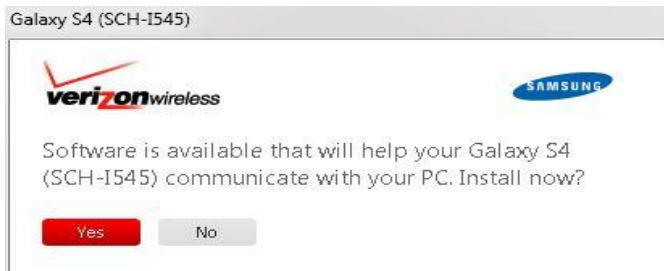 Galaxy S4 (SCH-I545)
verizonwireless
SAMSUNG
Software is available that will help your Galaxy S4
(SCH-I545) communicate with your PC. Install now?
Yes No